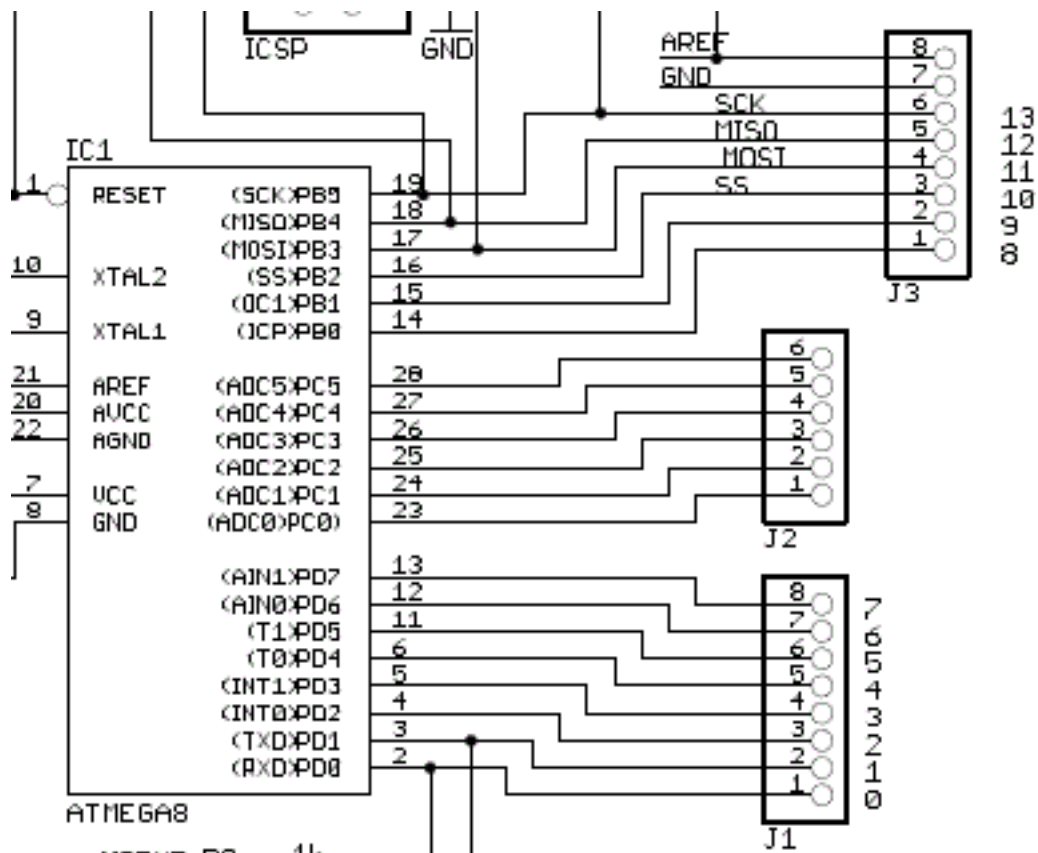 ICSP
GND
AREF
GND
SCK
MISO
MOSI
SS
8
7
6
5
4
3
2
1
13
12
11
10
9
8
J3
IC1
1 RESET (SCK)PB5 19
(MISO)PB4 18
(MOSI)PB3 17
10 XTAL2 (SS)PB2 16
(OC1)PB1 15
9 XTAL1 (ICP)PB0 14
21 AREF (ADC5)PC5 28
20 AVCC (ADC4)PC4 27
22 AGND (ADC3)PC3 26
(ADC2)PC2 25
7 VCC (ADC1)PC1 24
8 GND (ADC0)PC0) 23
(AIN1)PD7 13
(AIN0)PD6 12
(T1)PD5 11
(T0)PD4 6
(INT1)PD3 5
(INT0)PD2 4
(TXD)PD1 3
(RXD)PD0 2
ATMEGA8
6
5
4
3
2
1
J2
8 7
7 6
6 5
5 4
4 3
3 2
2 1
1 0
J1